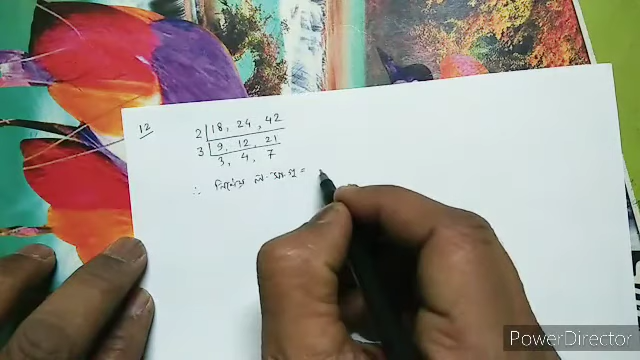 12
2 | 18, 24, 42
3 | 9, 12, 21
3, 4, 7
∴ নির্ণেয় ল.সা.গু =
PowerDirector